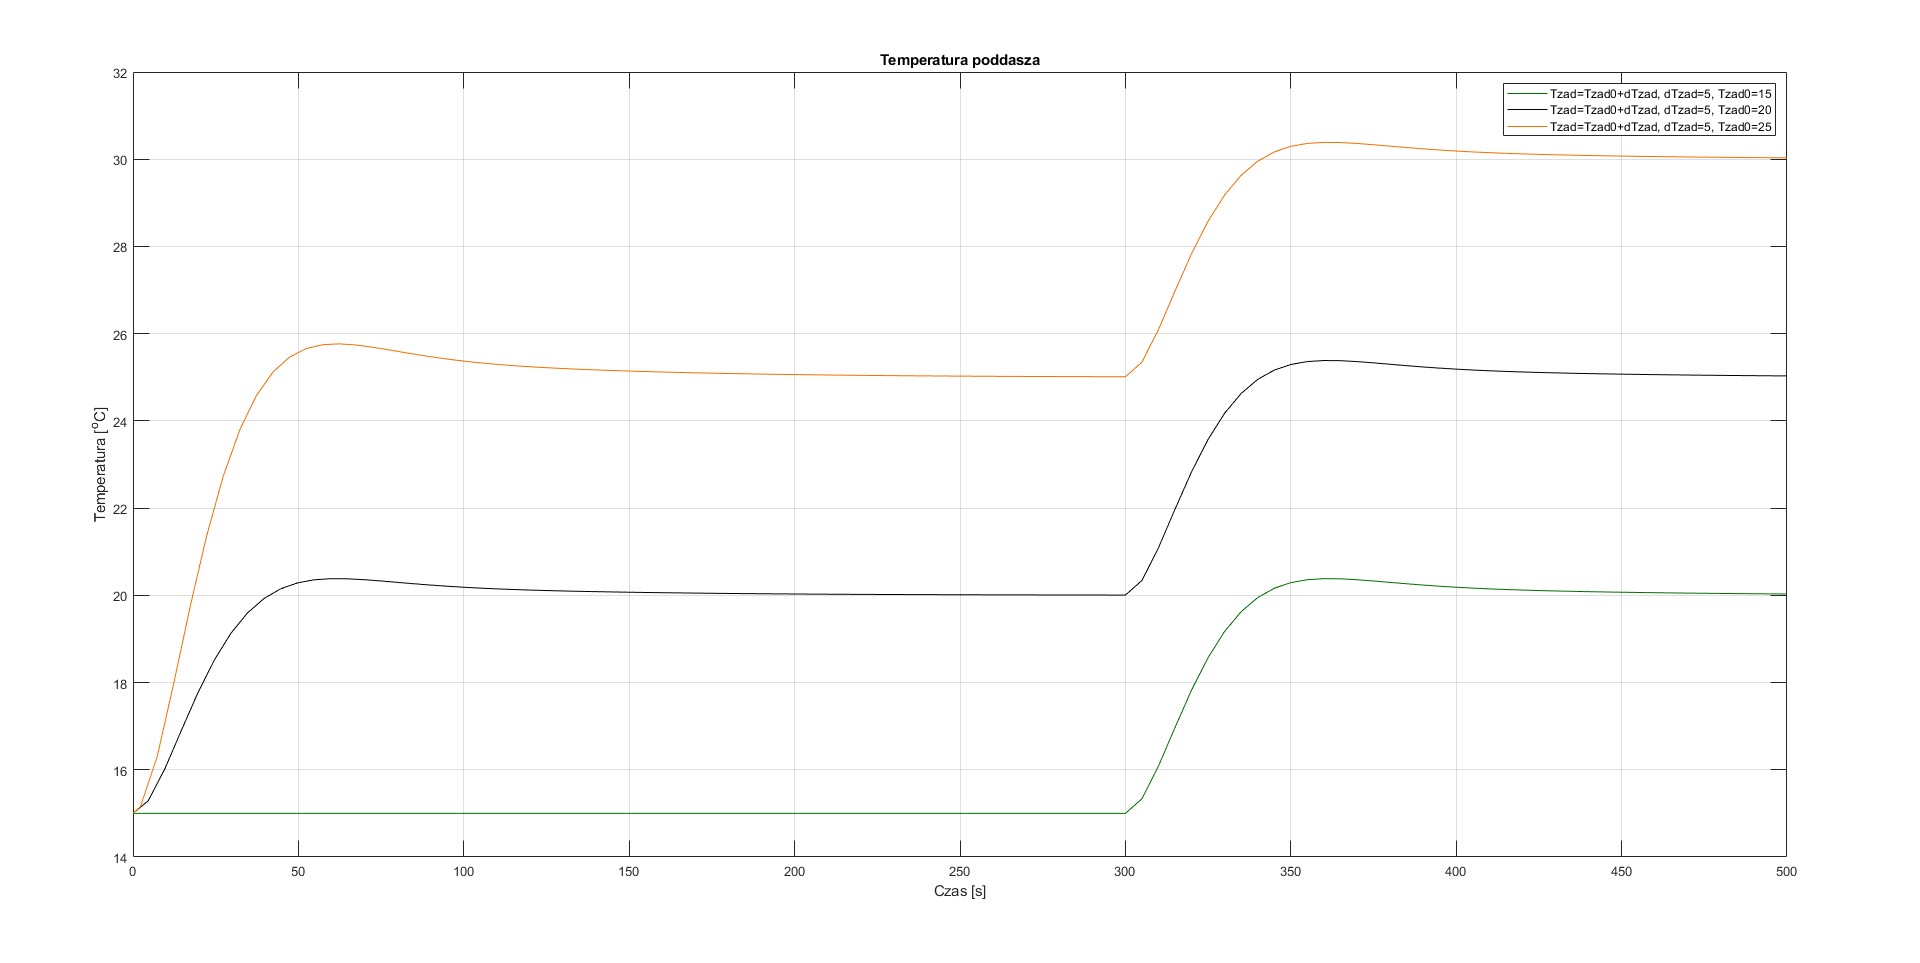 Temperatura poddasza
Tzad=Tzad0+dTzad, dTzad=5, Tzad0=15
Tzad=Tzad0+dTzad, dTzad=5, Tzad0=20
Tzad=Tzad0+dTzad, dTzad=5, Tzad0=25
Temperatura [°C]
32
30
28
26
24
22
20
18
16
14
0 50 100 150 200 250 300 350 400 450 500
Czas [s]